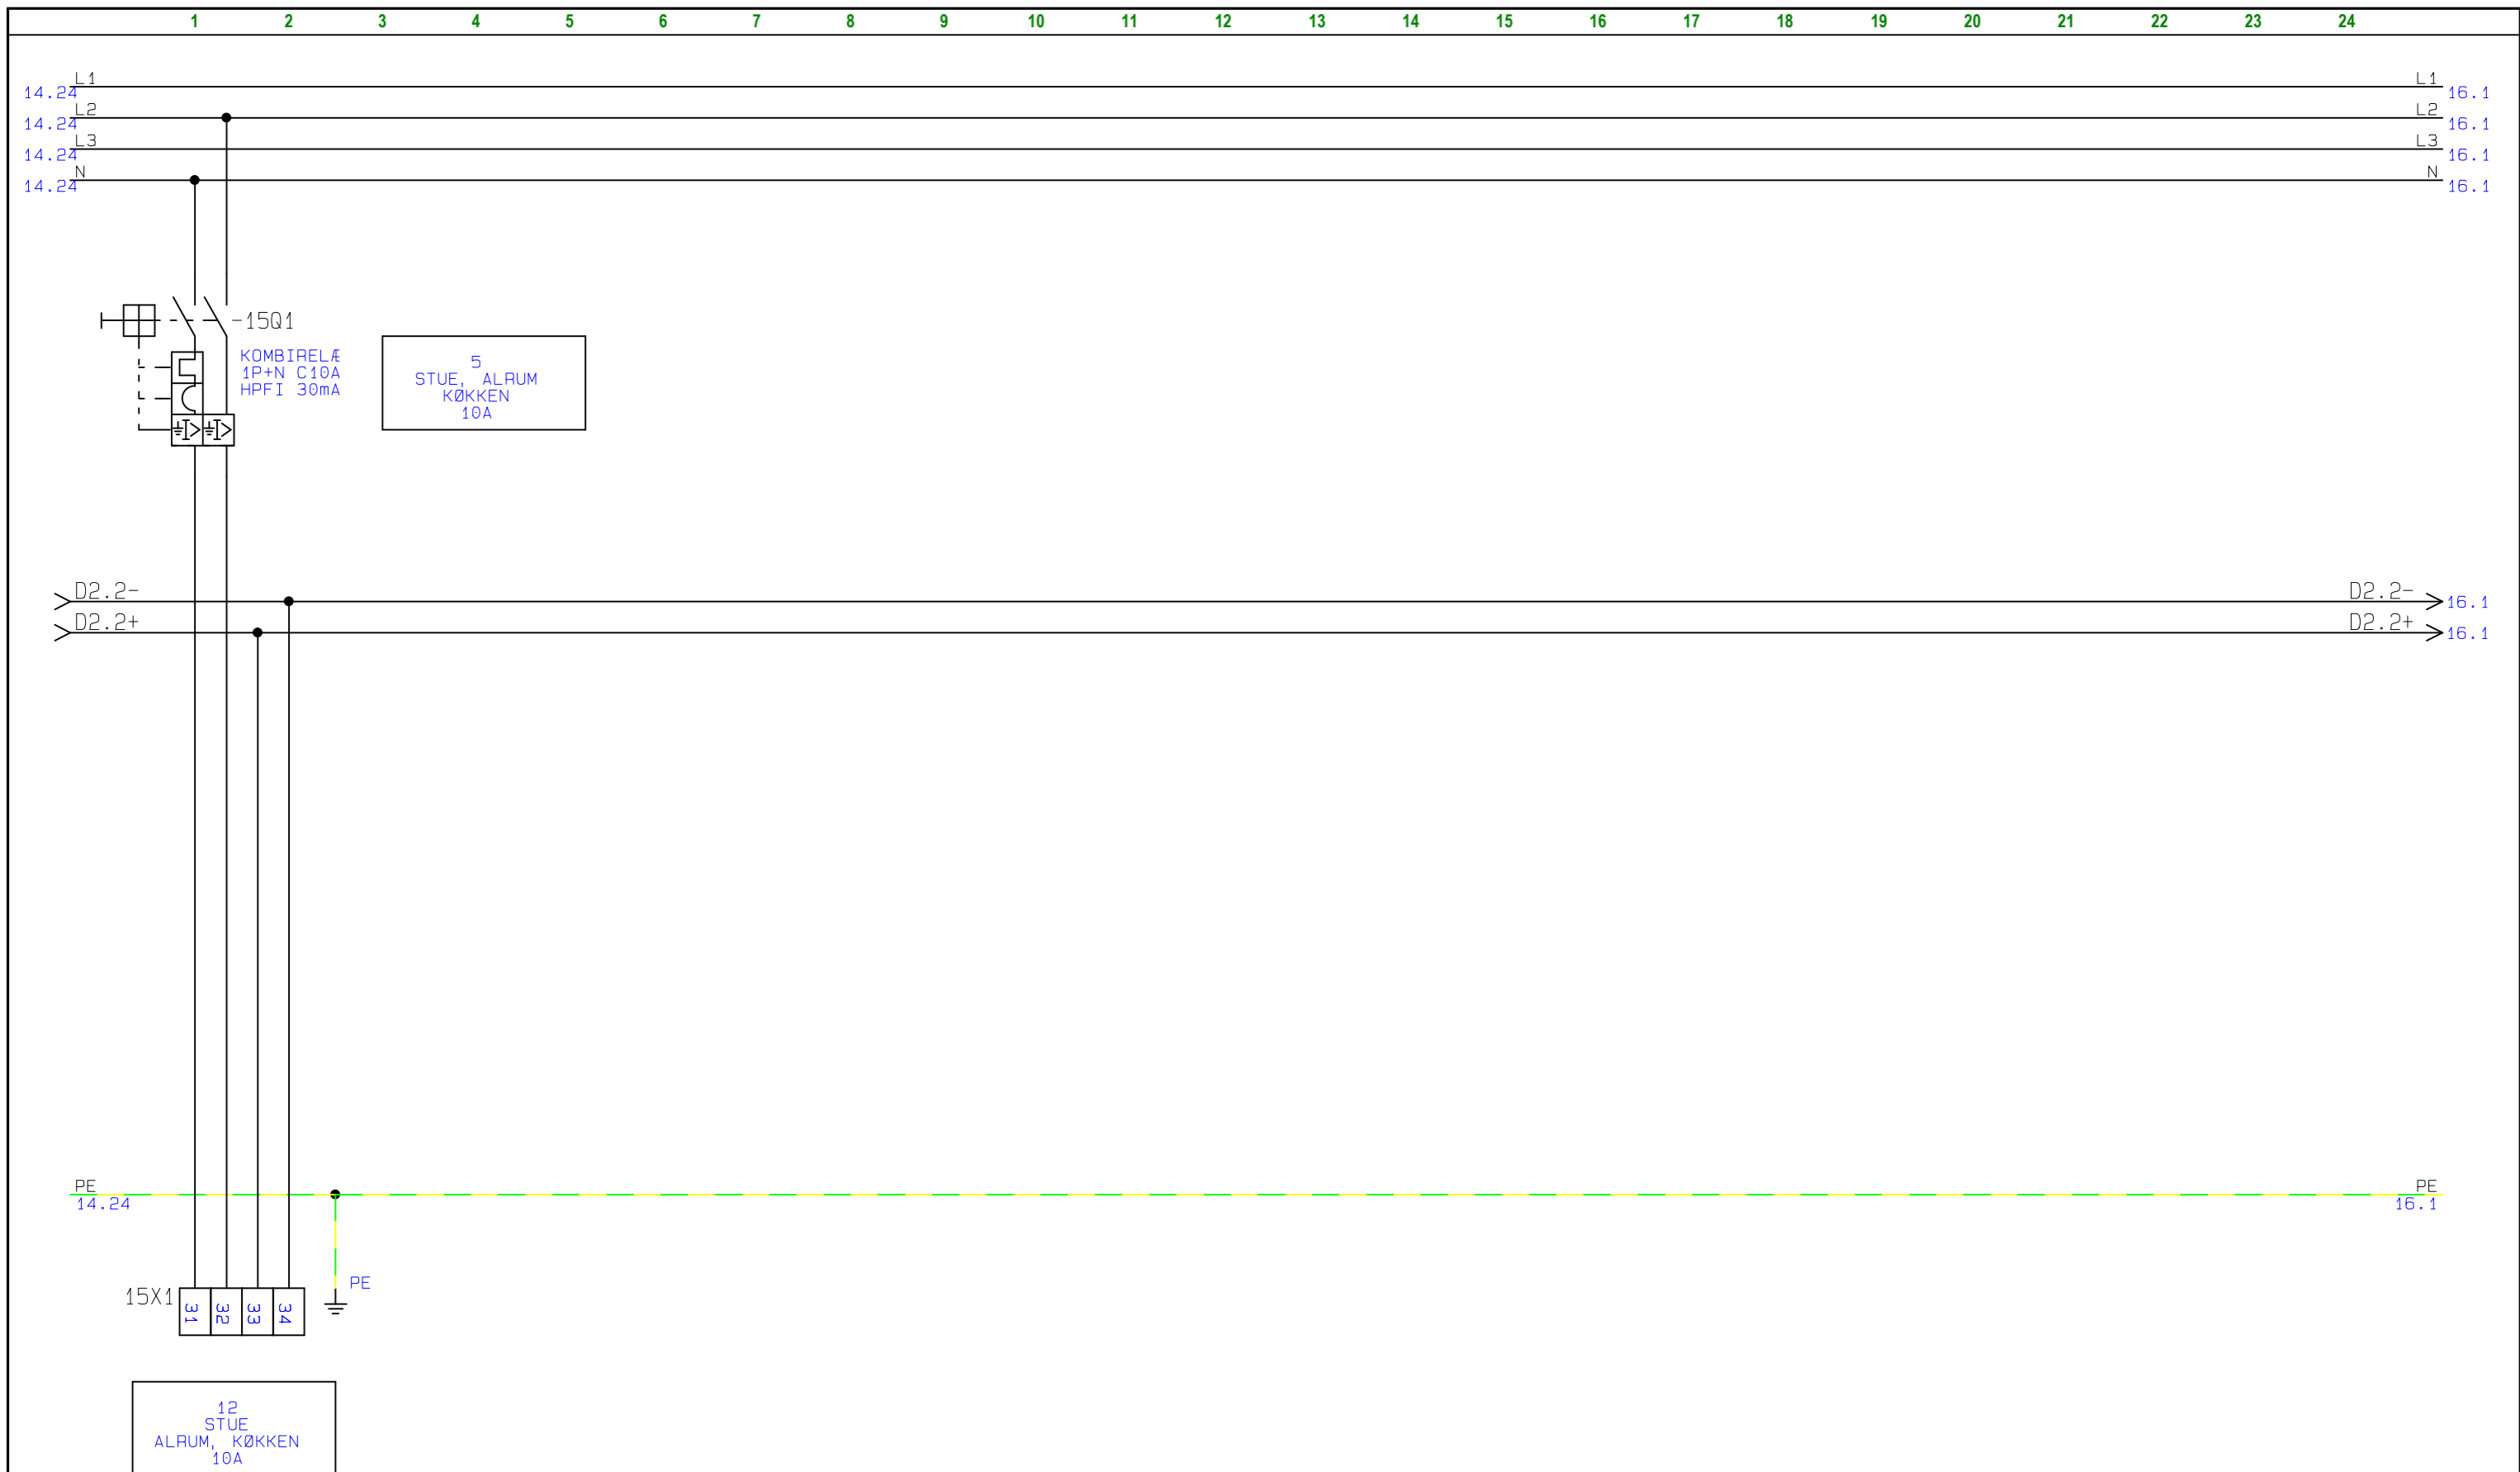 1 2 3 4 5 6 7 8 9 10 11 12 13 14 15 16 17 18 19 20 21 22 23 24
L1 L1
14.24 16.1
L2 L2
14.24 16.1
L3 L3
14.24 16.1
N N
14.24 16.1
-15Q1
KOMBIRELÆ
1P+N C10A
HPFI 30mA
5
STUE, ALRUM
KØKKEN
10A
D2.2- D2.2- 16.1
D2.2+ D2.2+ 16.1
PE PE
14.24 16.1
PE
15X1 31 32 33 34
12
STUE
ALRUM, KØKKEN
10A